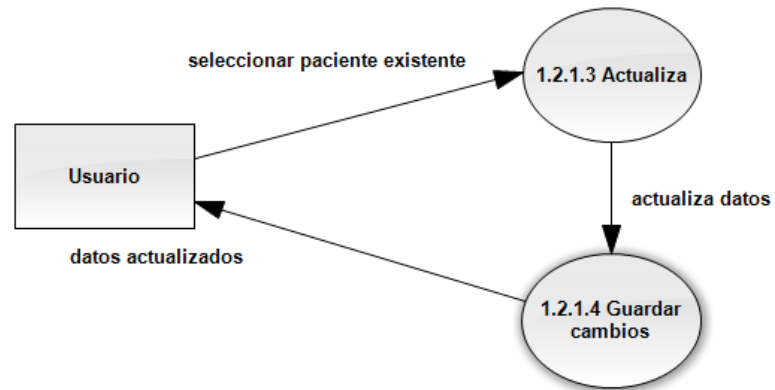 seleccionar paciente existente
1.2.1.3 Actualiza
Usuario
actualiza datos
datos actualizados
1.2.1.4 Guardar
cambios